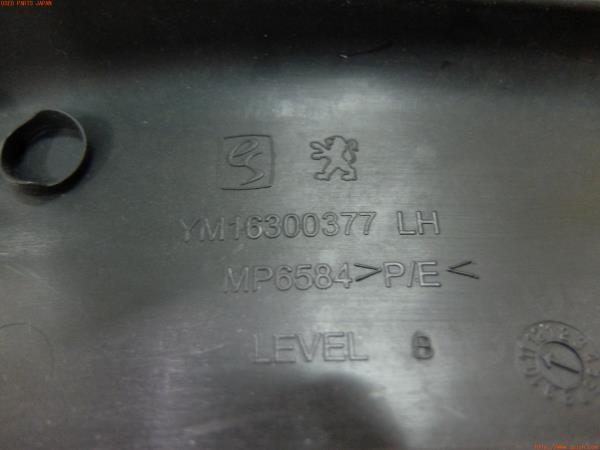 USED PARTS JAPAN
YM16300377 LH
MP6584>P/E<
LEVEL B